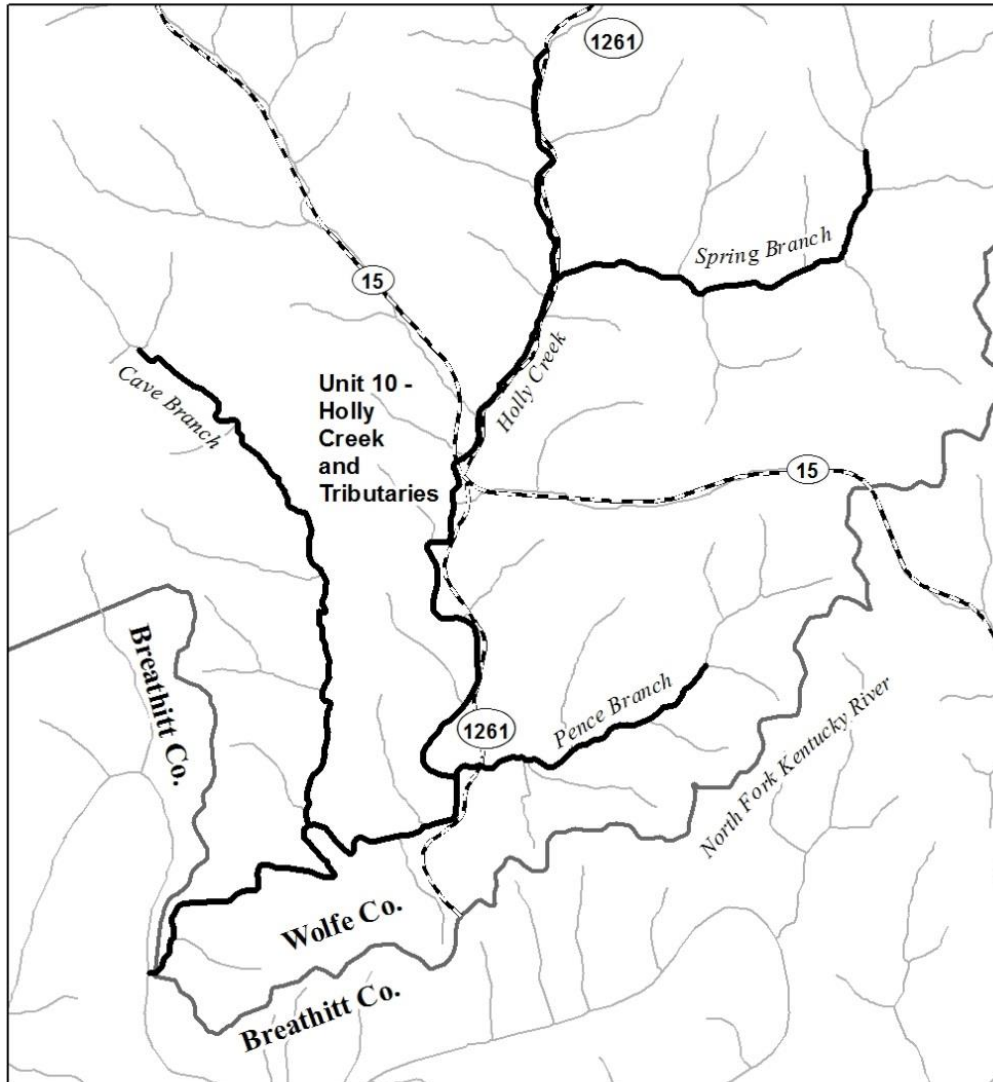 1261
Spring Branch
15
Holly Creek
Cave Branch
Unit 10 -
Holly
Creek
and
Tributaries
15
Breathitt Co.
Pence Branch
1261
North Fork Kentucky River
Wolfe Co.
Breathitt Co.